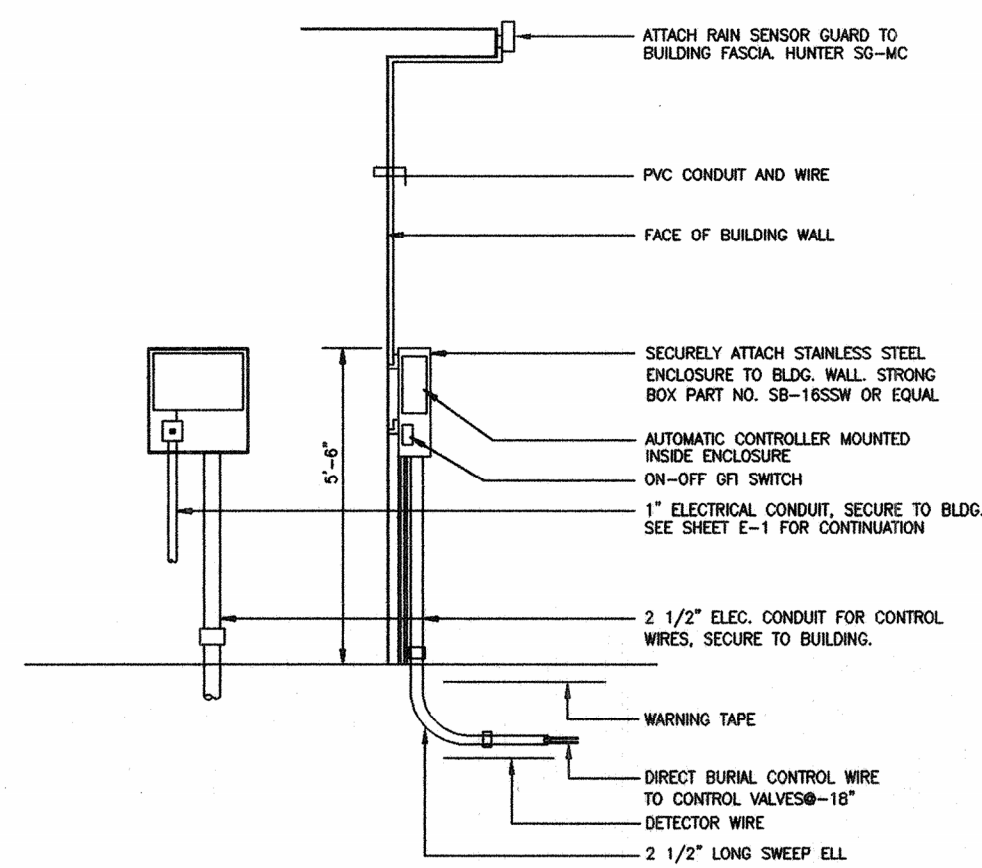 ATTACH RAIN SENSOR GUARD TO
BUILDING FASCIA. HUNTER SG-MC
PVC CONDUIT AND WIRE
FACE OF BUILDING WALL
SECURELY ATTACH STAINLESS STEEL
ENCLOSURE TO BLDG. WALL. STRONG
BOX PART NO. SB-16SSW OR EQUAL
AUTOMATIC CONTROLLER MOUNTED
INSIDE ENCLOSURE
ON-OFF GFI SWITCH
5'-6"
1" ELECTRICAL CONDUIT, SECURE TO BLDG.
SEE SHEET E-1 FOR CONTINUATION
2 1/2" ELEC. CONDUIT FOR CONTROL
WIRES, SECURE TO BUILDING.
WARNING TAPE
DIRECT BURIAL CONTROL WIRE
TO CONTROL VALVES@-18"
DETECTOR WIRE
2 1/2" LONG SWEEP ELL